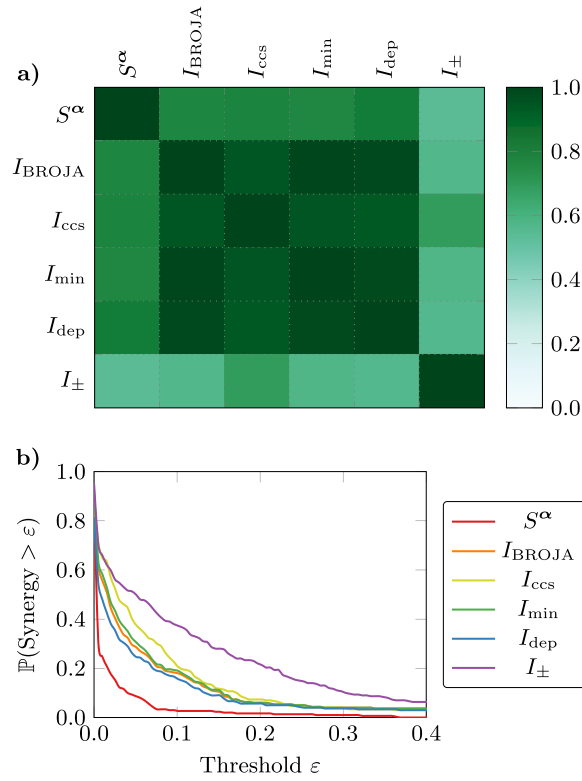 a)
S^α I_BROJA I_ccs I_min I_dep I_±
S^α
I_BROJA
I_ccs
I_min
I_dep
I_±
1.0
0.8
0.6
0.4
0.2
0.0
b)
ℙ(Synergy > ε)
1.0
0.8
0.6
0.4
0.2
0.0
0.0 0.1 0.2 0.3 0.4
Threshold ε
S^α
I_BROJA
I_ccs
I_min
I_dep
I_±